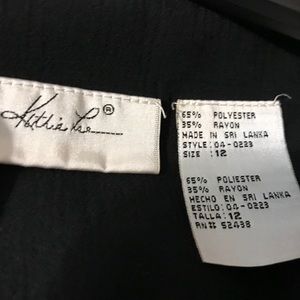 Kathie Lee ®
65% POLYESTER
35% RAYON
MADE IN SRI LANKA
STYLE: 04-0223
SIZE: 12
65% POLIESTER
35% RAYON
HECHO EN SRI LANKA
ESTILO: 04-0223
TALLA: 12
RN# 52438